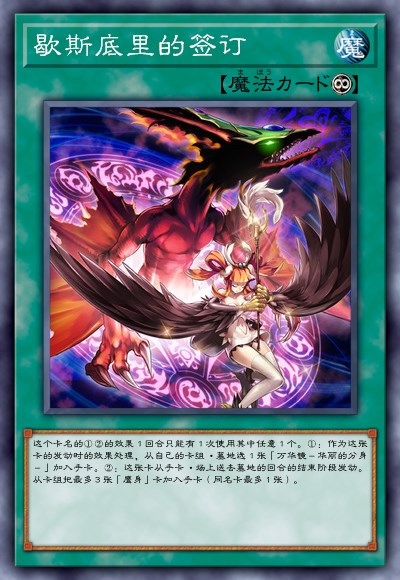 歇斯底里的签订
魔
【魔法カード】
まほう
这个卡名的①②的效果1回合只能有1次使用其中任意1个。①：作为这张
卡的发动时的效果处理，从自己的卡组·墓地选1张「万华镜－华丽的分身
－」加入手卡。②：这张卡从手卡·场上送去墓地的回合的结束阶段发动。
从卡组把最多3张「鹰身」卡加入手卡（同名卡最多1张）。